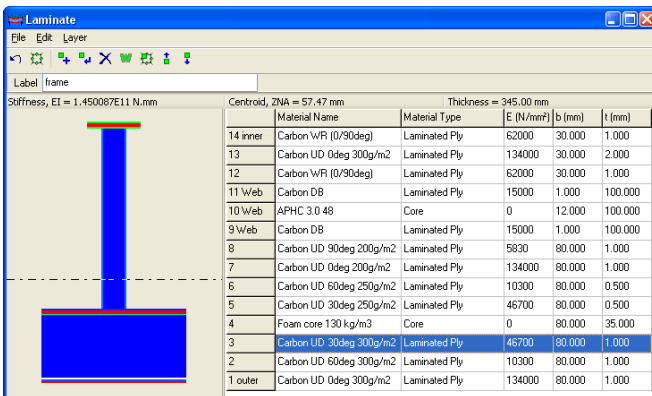 Laminate
File Edit Layer
Label frame
Stiffness, EI = 1.450087E11 N.mm Centroid, ZNA = 57.47 mm Thickness = 345.00 mm
Material Name Material Type E (N/mm²) b (mm) t (mm)
14 inner Carbon WR (0/90deg) Laminated Ply 62000 30.000 1.000
13 Carbon UD 0deg 300g/m2 Laminated Ply 134000 30.000 2.000
12 Carbon WR (0/90deg) Laminated Ply 62000 30.000 1.000
11 Web Carbon DB Laminated Ply 15000 1.000 100.000
10 Web APHC 3.0 48 Core 0 12.000 100.000
9 Web Carbon DB Laminated Ply 15000 1.000 100.000
8 Carbon UD 90deg 200g/m2 Laminated Ply 5830 80.000 1.000
7 Carbon UD 0deg 200g/m2 Laminated Ply 134000 80.000 1.000
6 Carbon UD 60deg 250g/m2 Laminated Ply 10300 80.000 0.500
5 Carbon UD 30deg 250g/m2 Laminated Ply 46700 80.000 0.500
4 Foam core 130 kg/m3 Core 0 80.000 35.000
3 Carbon UD 30deg 300g/m2 Laminated Ply 46700 80.000 1.000
2 Carbon UD 60deg 300g/m2 Laminated Ply 10300 80.000 1.000
1 outer Carbon UD 0deg 300g/m2 Laminated Ply 134000 80.000 1.000